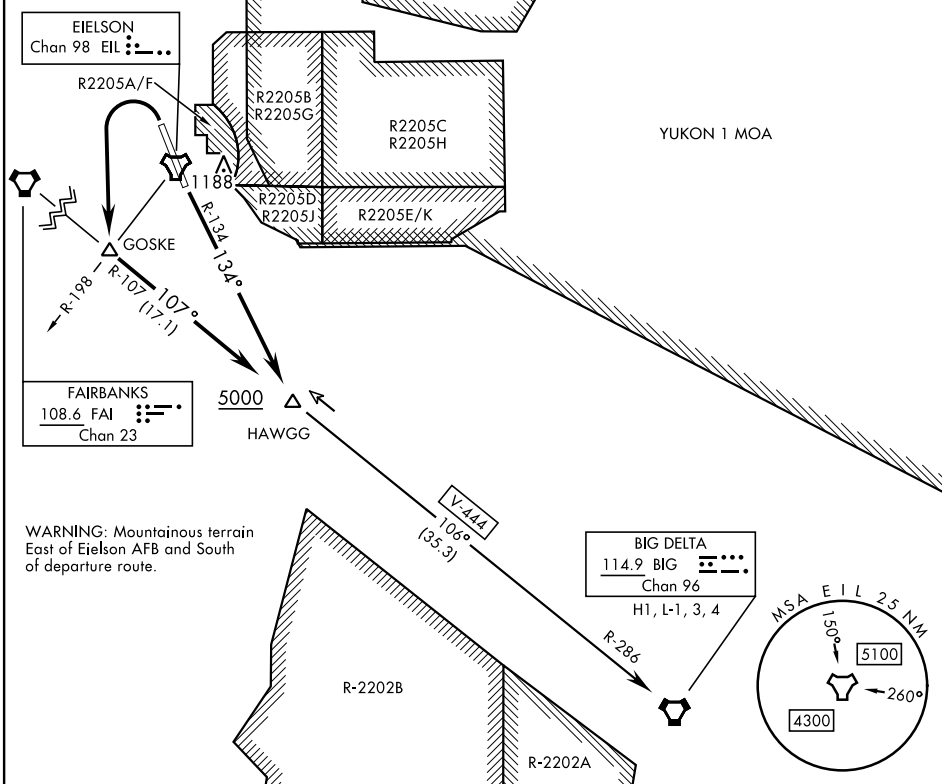 EIELSON
Chan 98 EIL
R2205A/F
R2205B
R2205G
R2205C
R2205H
YUKON 1 MOA
1188
R2205D
R2205J
R2205E/K
GOSKE
R-134
134°
R-198
R-107
107°
(17.1)
FAIRBANKS
108.6 FAI
Chan 23
5000
HAWGG
V-444
106°
(35.3)
WARNING: Mountainous terrain
East of Eielson AFB and South
of departure route.
BIG DELTA
114.9 BIG
Chan 96
H1, L-1, 3, 4
R-286
R-2202B
R-2202A
MSA EIL 25 NM
150°
5100
260°
4300